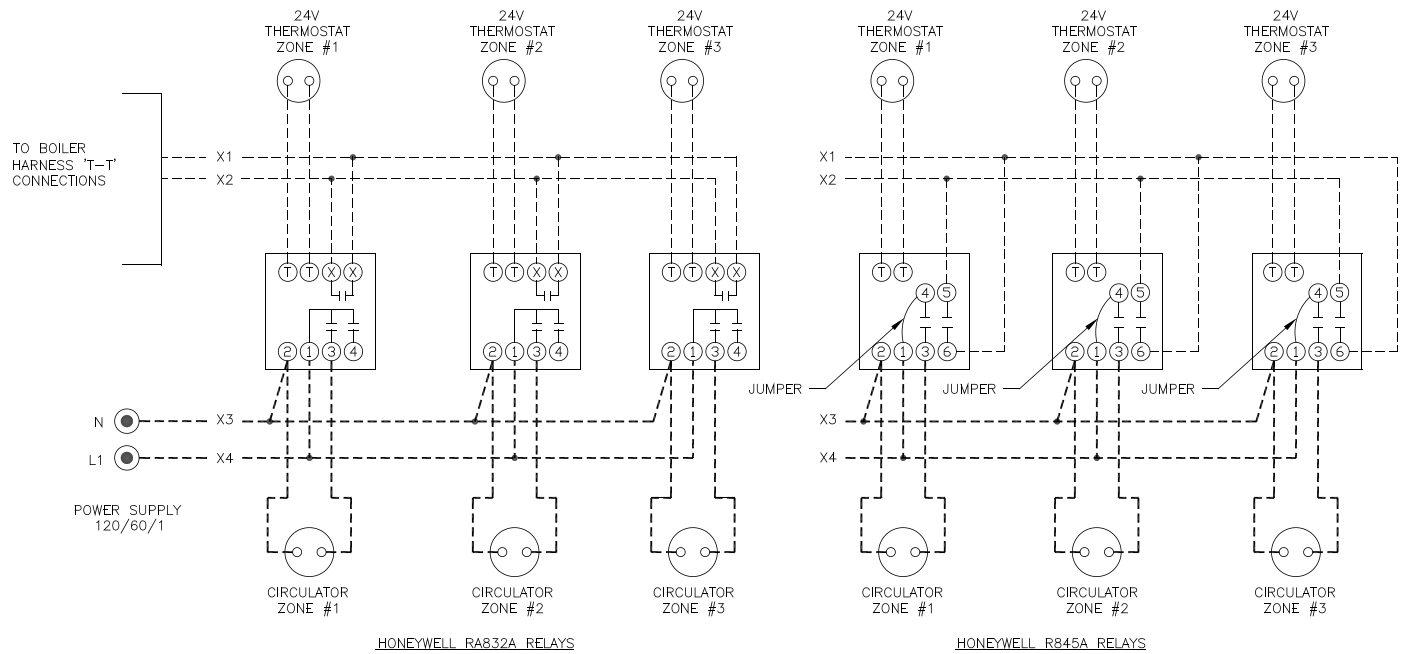 24V
THERMOSTAT
ZONE #1
24V
THERMOSTAT
ZONE #2
24V
THERMOSTAT
ZONE #3
24V
THERMOSTAT
ZONE #1
24V
THERMOSTAT
ZONE #2
24V
THERMOSTAT
ZONE #3
TO BOILER
HARNESS 'T-T'
CONNECTIONS
X1
X2
X1
X2
T T X X
T T X X
T T X X
T T
T T
T T
4 5
4 5
4 5
2 1 3 4
2 1 3 4
2 1 3 4
2 1 3 6
2 1 3 6
2 1 3 6
JUMPER
JUMPER
JUMPER
N
X3
X3
L1
X4
X4
POWER SUPPLY
120/60/1
CIRCULATOR
ZONE #1
CIRCULATOR
ZONE #2
CIRCULATOR
ZONE #3
CIRCULATOR
ZONE #1
CIRCULATOR
ZONE #2
CIRCULATOR
ZONE #3
HONEYWELL RA832A RELAYS
HONEYWELL R845A RELAYS